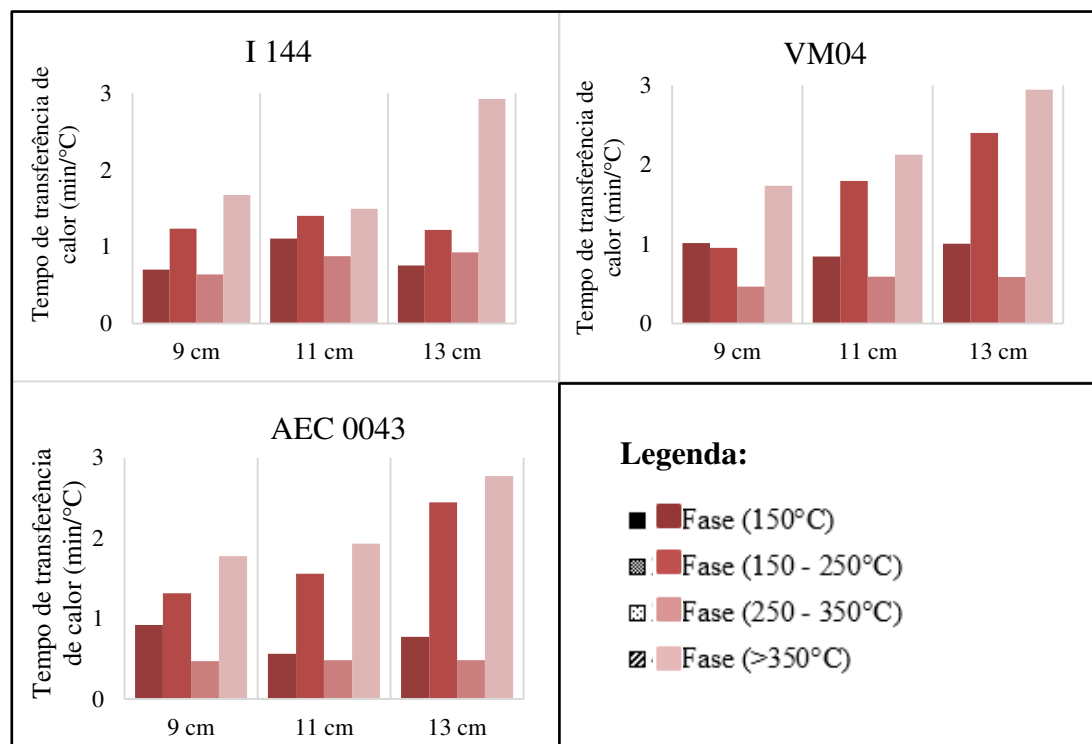 I 144
Tempo de transferência de
calor (min/°C)
3
2
1
0
9 cm
11 cm
13 cm
VM04
Tempo de transferência de
calor (min/°C)
3
2
1
0
9 cm
11 cm
13 cm
AEC 0043
Tempo de transferência
de calor (min/°C)
3
2
1
0
9 cm
11 cm
13 cm
Legenda:
Fase (150°C)
Fase (150 - 250°C)
Fase (250 - 350°C)
Fase (>350°C)